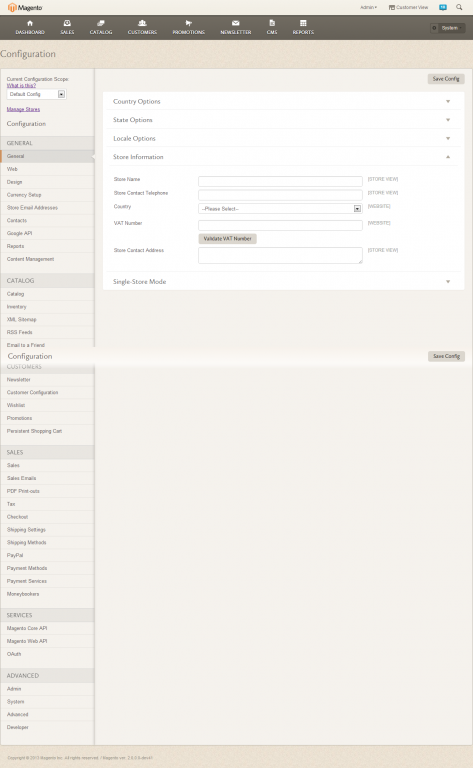 Magento
Admin
Customer View
DASHBOARD
SALES
CATALOG
CUSTOMERS
PROMOTIONS
NEWSLETTER
CMS
REPORTS
System
Configuration
Current Configuration Scope:
What is this?
Default Config
Manage Stores
Configuration
GENERAL
General
Web
Design
Currency Setup
Store Email Addresses
Contacts
Google API
Reports
Content Management
CATALOG
Catalog
Inventory
XML Sitemap
RSS Feeds
Email to a Friend
Save Config
Country Options
State Options
Locale Options
Store Information
Store Name
[STORE VIEW]
Store Contact Telephone
[STORE VIEW]
Country
--Please Select--
[WEBSITE]
VAT Number
[WEBSITE]
Validate VAT Number
Store Contact Address
[STORE VIEW]
Single-Store Mode
Configuration
Save Config
CUSTOMERS
Newsletter
Customer Configuration
Wishlist
Promotions
Persistent Shopping Cart
SALES
Sales
Sales Emails
PDF Print-outs
Tax
Checkout
Shipping Settings
Shipping Methods
PayPal
Payment Methods
Payment Services
Moneybookers
SERVICES
Magento Core API
Magento Web API
OAuth
ADVANCED
Admin
System
Advanced
Developer
Copyright © 2013 Magento Inc. All rights reserved. | Magento ver.